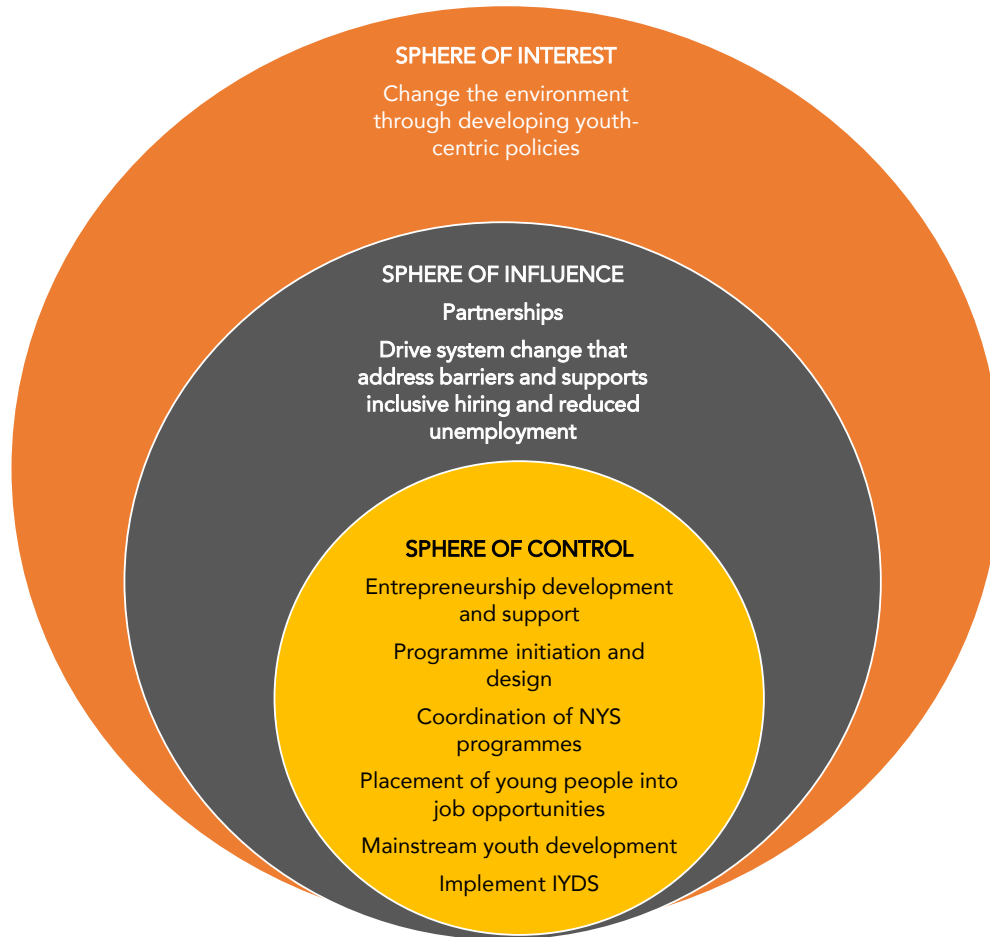 SPHERE OF INTEREST
Change the environment
through developing youth-
centric policies
SPHERE OF INFLUENCE
Partnerships
Drive system change that
address barriers and supports
inclusive hiring and reduced
unemployment
SPHERE OF CONTROL
Entrepreneurship development
and support
Programme initiation and
design
Coordination of NYS
programmes
Placement of young people into
job opportunities
Mainstream youth development
Implement IYDS